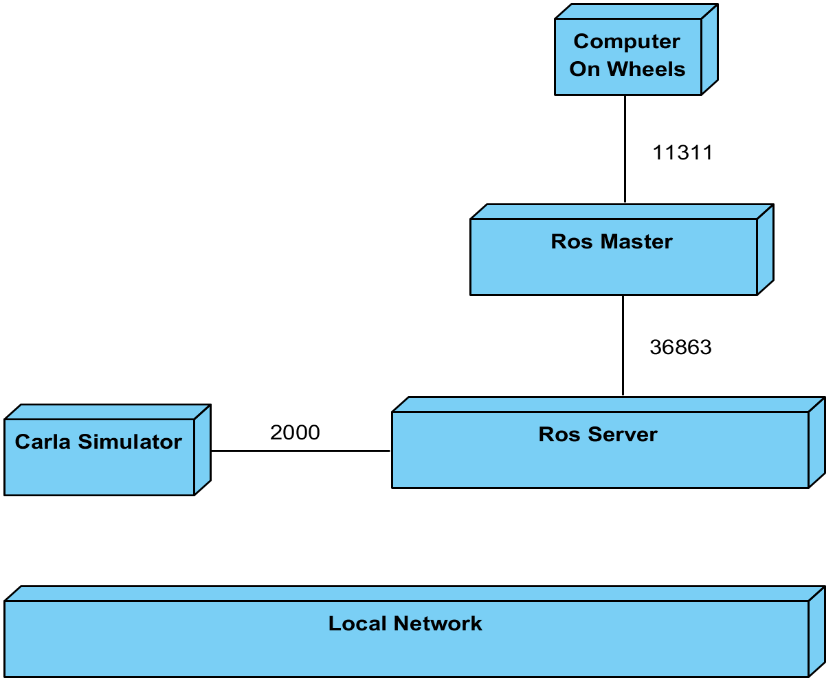 Computer
On Wheels
11311
Ros Master
36863
Ros Server
Carla Simulator
2000
Local Network